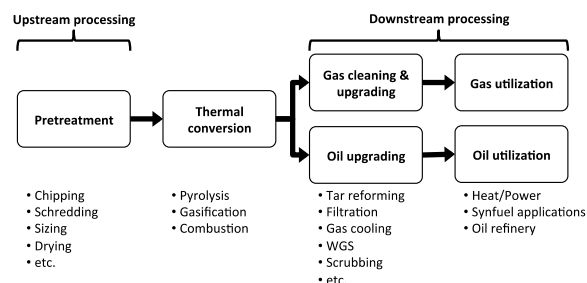 Upstream processing
Downstream processing
Pretreatment
Thermal
conversion
Gas cleaning &
upgrading
Gas utilization
Oil upgrading
Oil utilization
• Chipping
• Schredding
• Sizing
• Drying
• etc.
• Pyrolysis
• Gasification
• Combustion
• Tar reforming
• Filtration
• Gas cooling
• WGS
• Scrubbing
• etc
• Heat/Power
• Synfuel applications
• Oil refinery